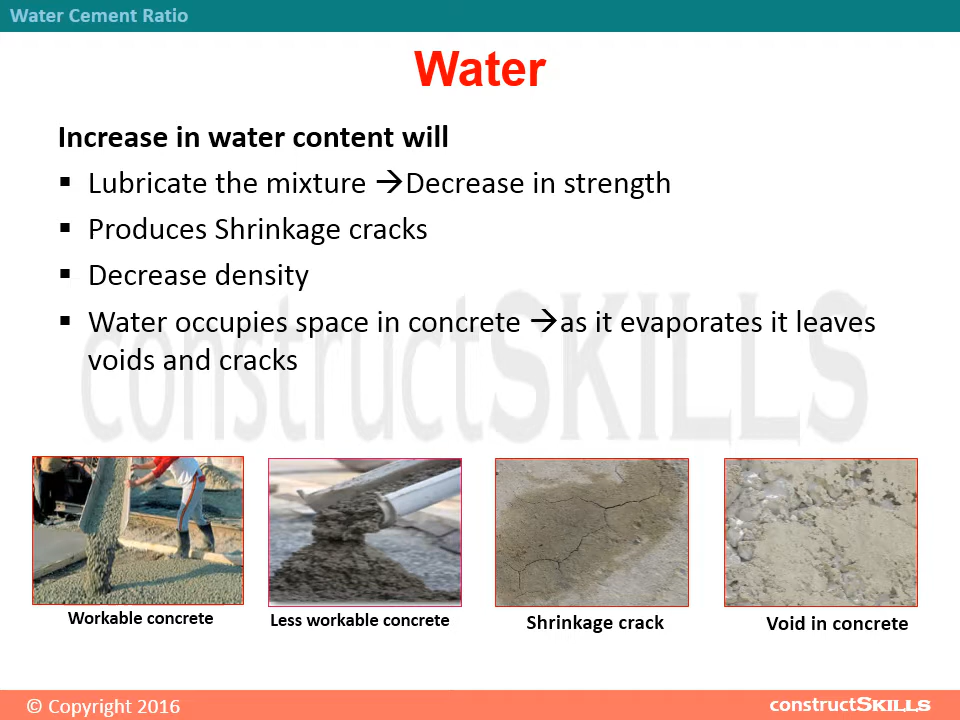 Water Cement Ratio
Water
Increase in water content will
▪ Lubricate the mixture →Decrease in strength
▪ Produces Shrinkage cracks
▪ Decrease density
▪ Water occupies space in concrete →as it evaporates it leaves
voids and cracks
constructSKILLS
Workable concrete
Less workable concrete
Shrinkage crack
Void in concrete
© Copyright 2016
constructSKILLS